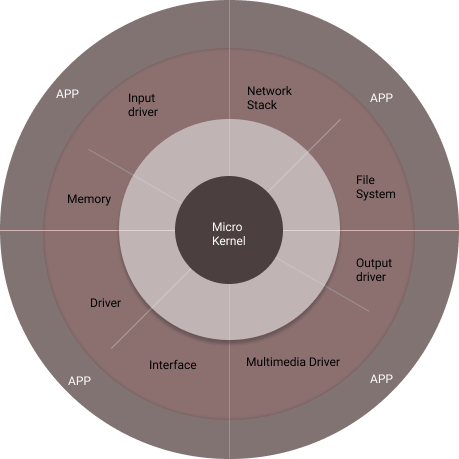 APP
APP
Input
driver
Network
Stack
Memory
File
System
Micro
Kernel
Output
driver
Driver
Interface
Multimedia Driver
APP
APP